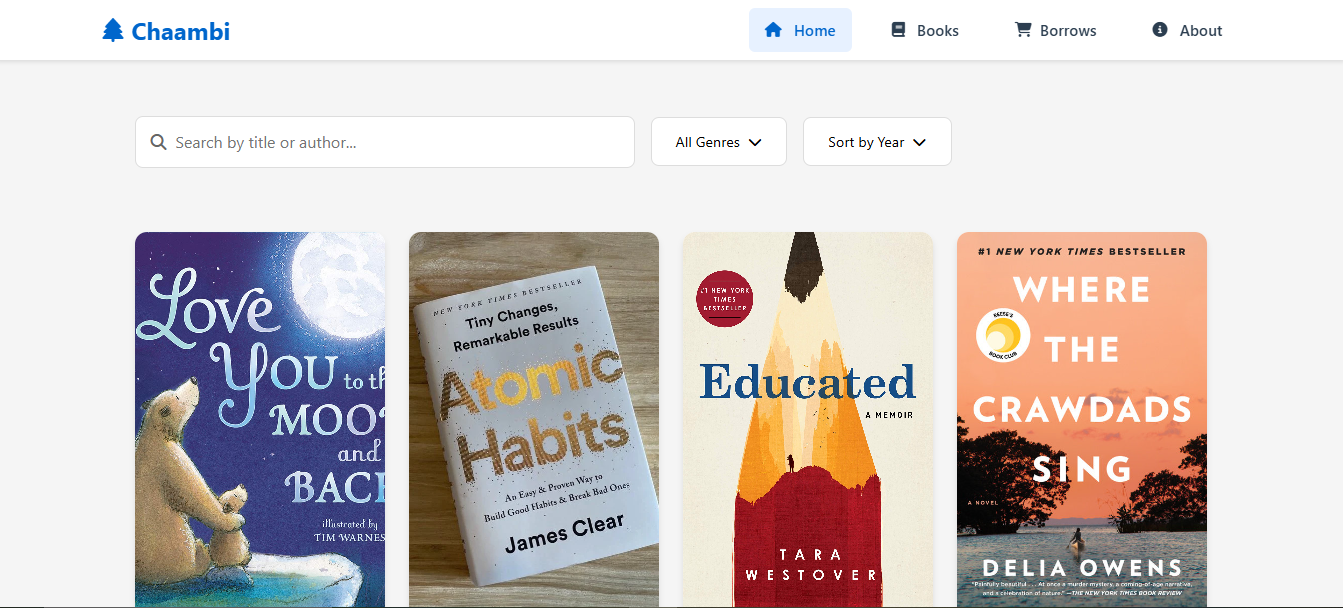 Chaambi
Home
Books
Borrows
About
Search by title or author...
All Genres
Sort by Year
Love
You to th
MOO
and
BACK
illustrated by
TIM WARNES
NEW YORK TIMES BESTSELLER
Tiny Changes,
Remarkable Results
Atomic
Habits
An Easy & Proven Way to
Build Good Habits & Break Bad Ones
James Clear
#1 NEW YORK
TIMES
BESTSELLER
Educated
A MEMOIR
TARA
WESTOVER
#1 NEW YORK TIMES BESTSELLER
WHERE
REESE'S
BOOK CLUB
THE
CRAWDADS
SING
A NOVEL
DELIA OWENS
"Painfully beautiful . . . At once a murder mystery, a coming-of-age narrative,
and a celebration of nature." —THE NEW YORK TIMES BOOK REVIEW